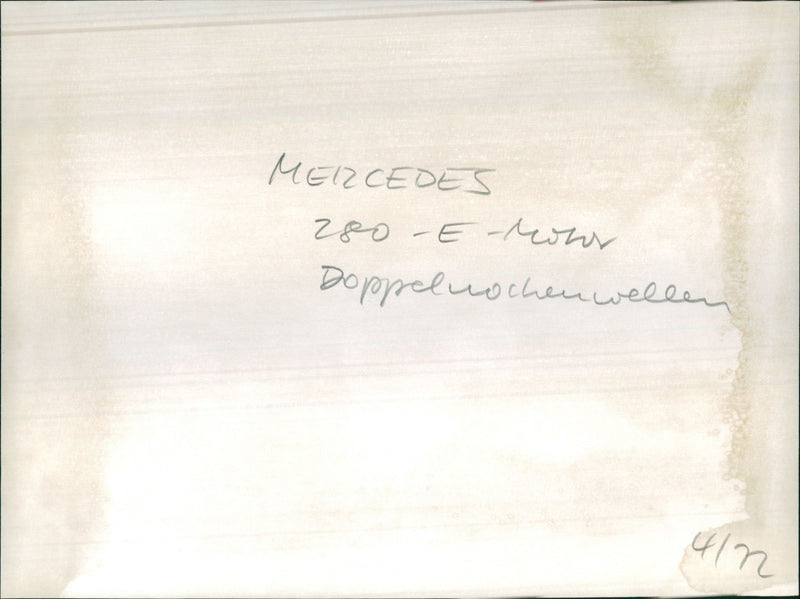 MERCEDES
280 - E - Motor
Doppelnockenwellen
4/72